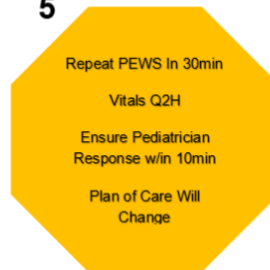 5
Repeat PEWS In 30min
Vitals Q2H
Ensure Pediatrician
Response w/in 10min
Plan of Care Will
Change